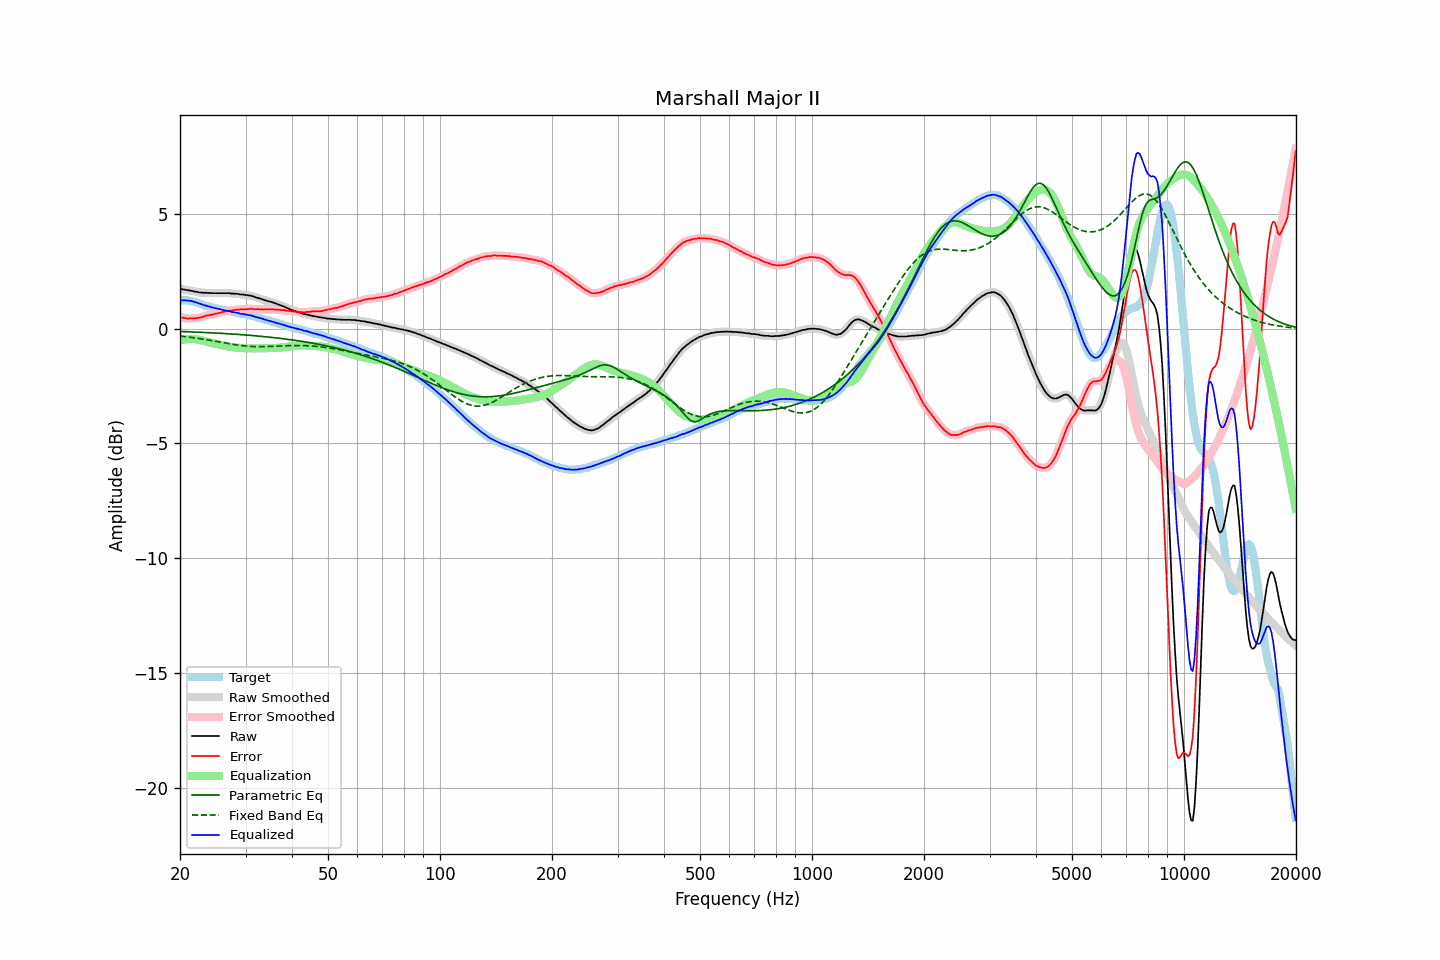 Marshall Major II
Amplitude (dBr)
5
0
−5
−10
−15
−20
Target
Raw Smoothed
Error Smoothed
Raw
Error
Equalization
Parametric Eq
Fixed Band Eq
Equalized
20 50 100 200 500 1000 2000 5000 10000 20000
Frequency (Hz)